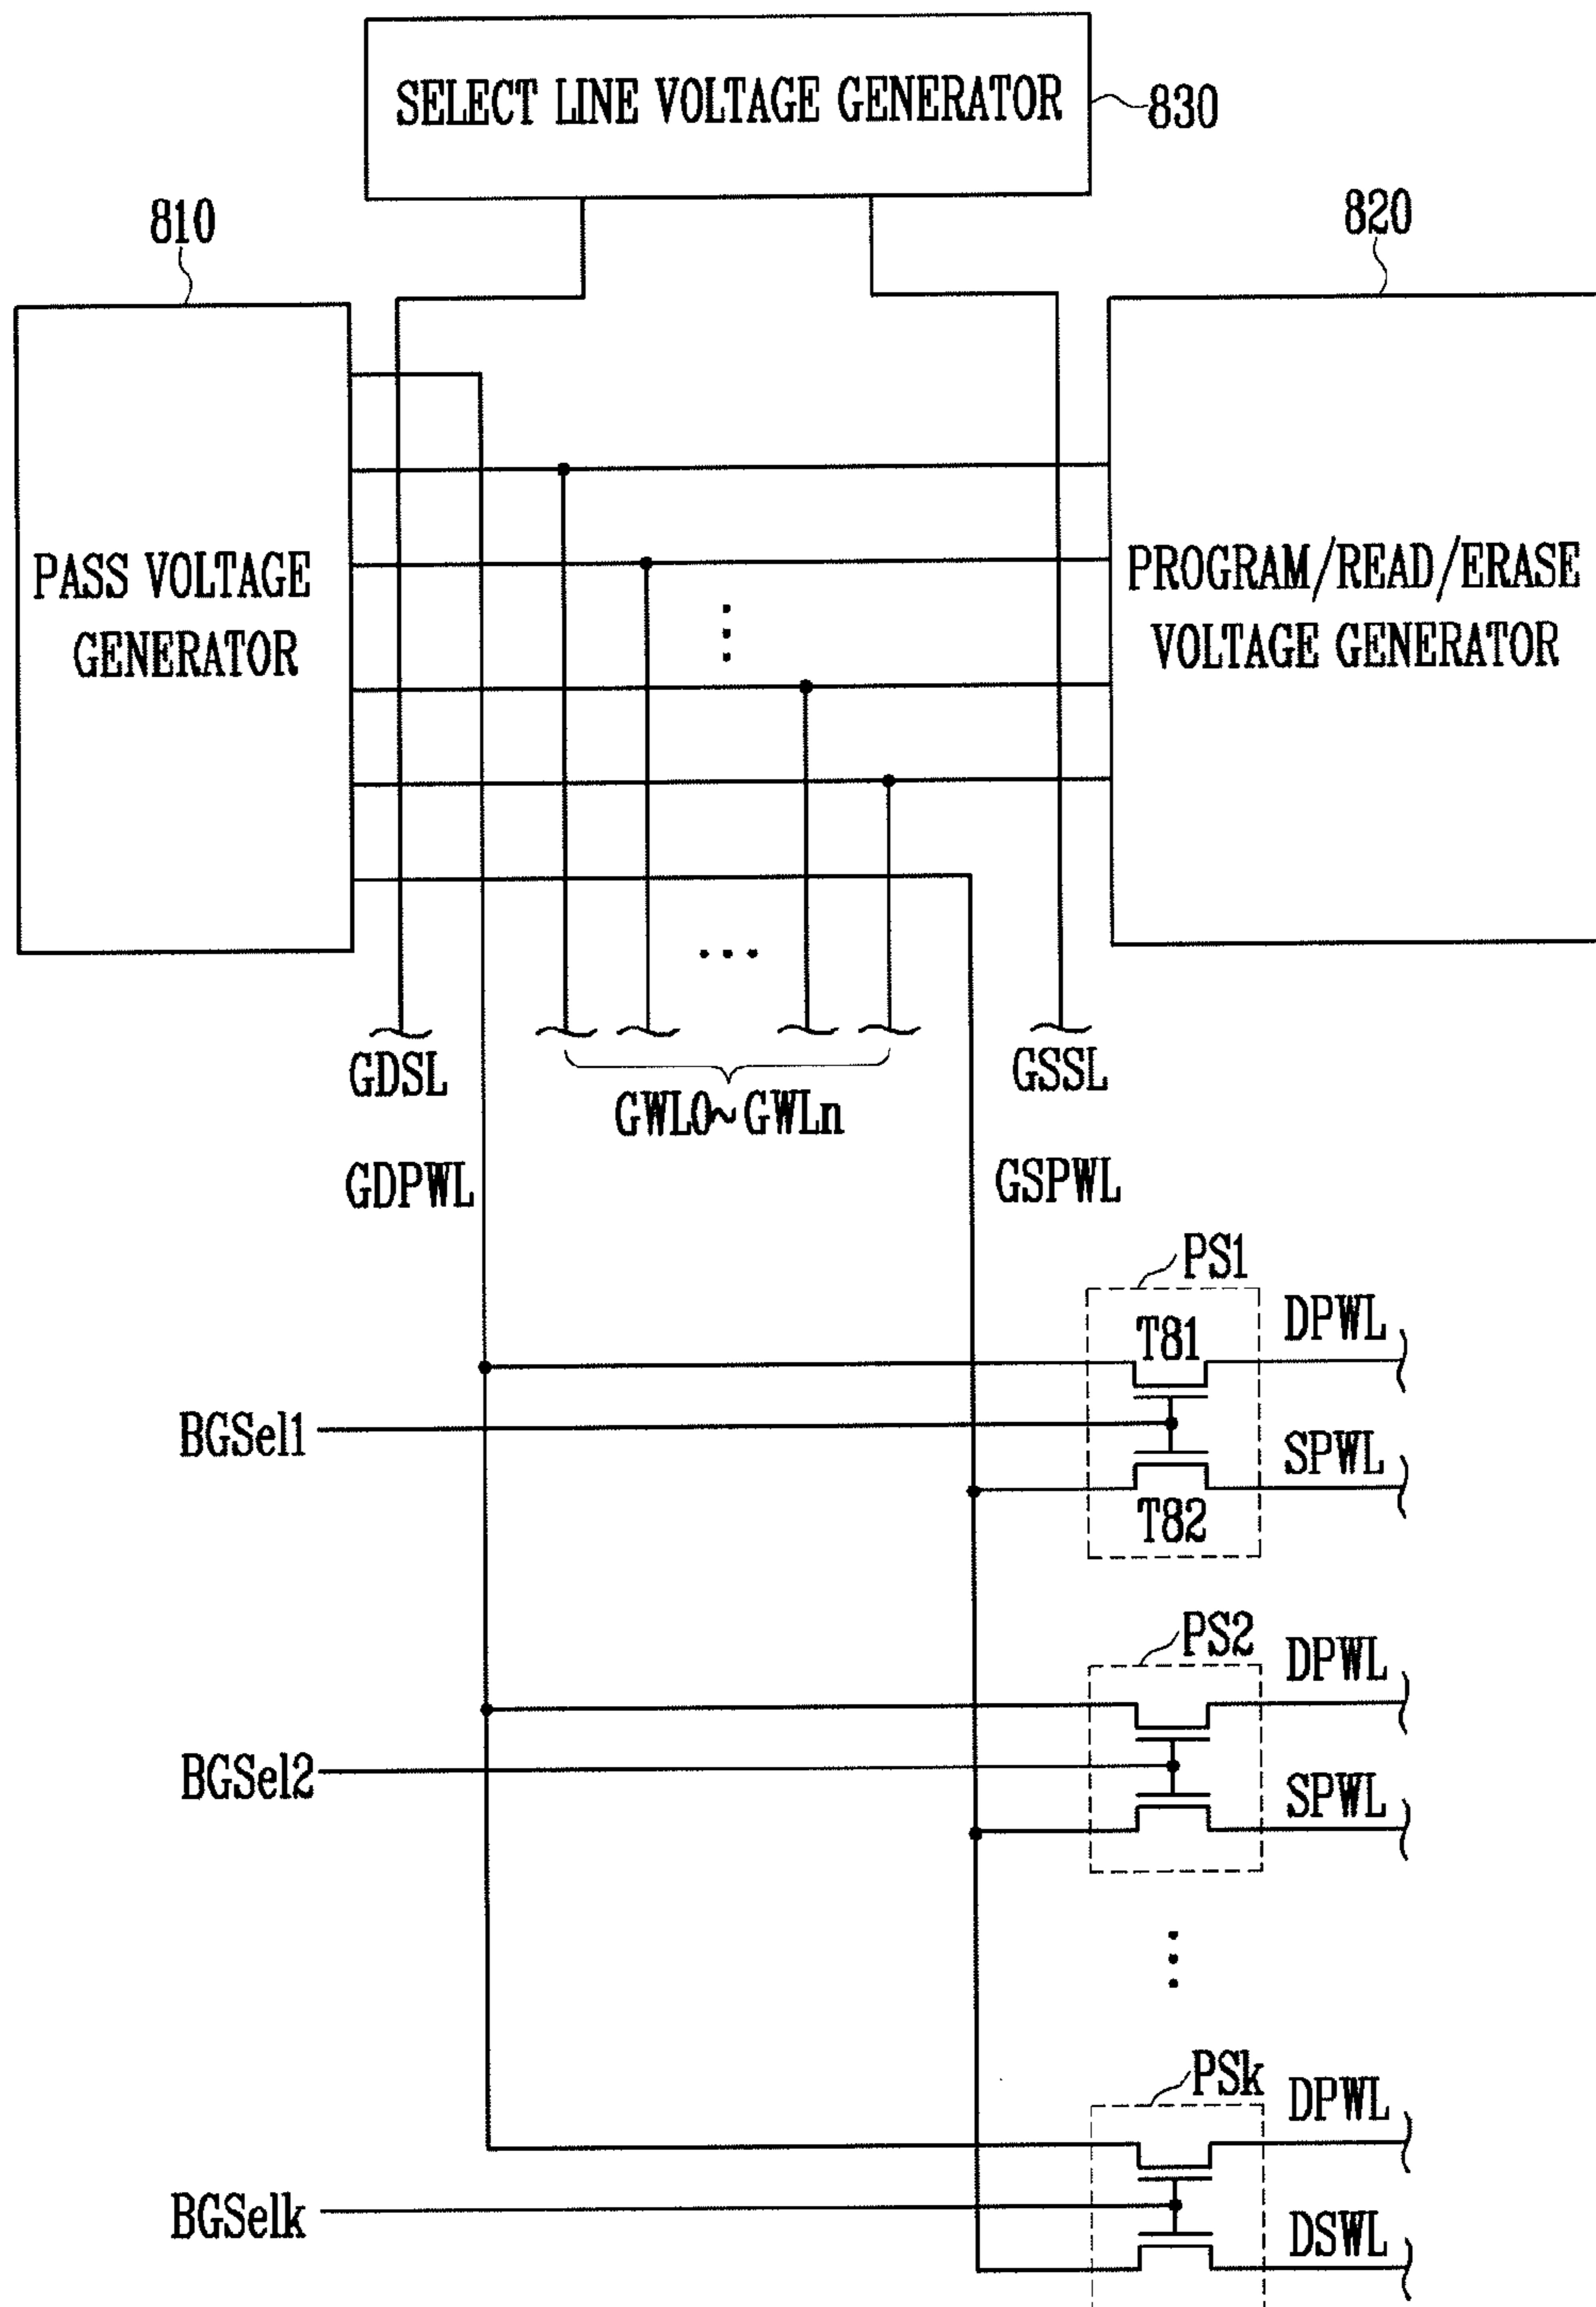 SELECT LINE VOLTAGE GENERATOR
830
810
820
PASS VOLTAGE
GENERATOR
PROGRAM/READ/ERASE
VOLTAGE GENERATOR
GDSL
GWL0~GWLn
GSSL
GDPWL
GSPWL
PS1
T81
DPWL
BGSel1
SPWL
T82
PS2
DPWL
BGSel2
SPWL
PSk
DPWL
BGSelk
DSWL